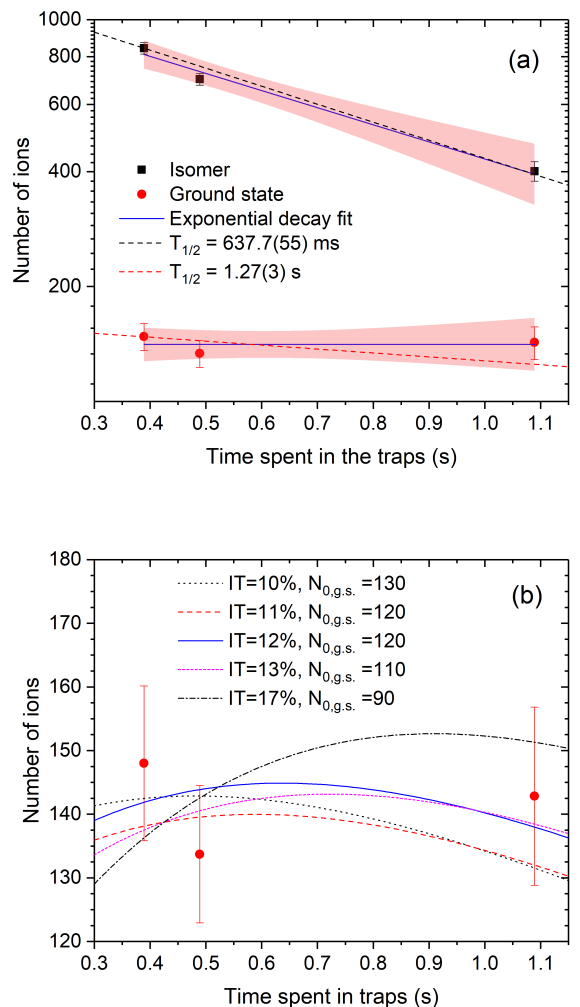 1000
(a)
800
600
400
200
Number of ions
Isomer
Ground state
Exponential decay fit
T1/2 = 637.7(55) ms
T1/2 = 1.27(3) s
0.3 0.4 0.5 0.6 0.7 0.8 0.9 1.0 1.1
Time spent in the traps (s)
180
(b)
170
160
150
140
130
120
Number of ions
IT=10%, N0,g.s. =130
IT=11%, N0,g.s. =120
IT=12%, N0,g.s. =120
IT=13%, N0,g.s. =110
IT=17%, N0,g.s. =90
0.3 0.4 0.5 0.6 0.7 0.8 0.9 1.0 1.1
Time spent in traps (s)